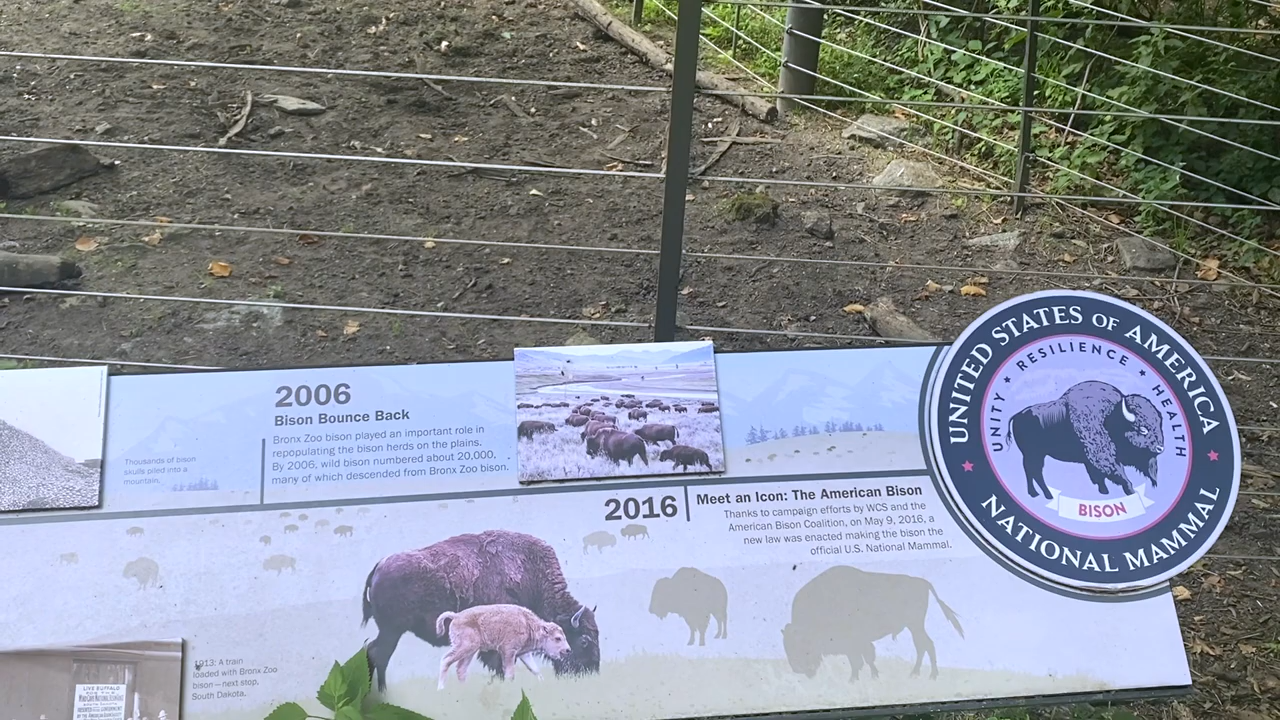 2006
Bison Bounce Back
Bronx Zoo bison played an important role in
repopulating the bison herds on the plains.
By 2006, wild bison numbered about 20,000,
many of which descended from Bronx Zoo bison.
Thousands of bison
skulls piled into a
mountain.
2016
Meet an Icon: The American Bison
Thanks to campaign efforts by WCS and the
American Bison Coalition, on May 9, 2016, a
new law was enacted making the bison the
official U.S. National Mammal.
UNITED STATES OF AMERICA
UNITY ★ RESILIENCE ★ HEALTH
BISON
NATIONAL MAMMAL
1913: A train
loaded with Bronx Zoo
bison—next stop,
South Dakota.
LIVE BUFFALO
FOR THE